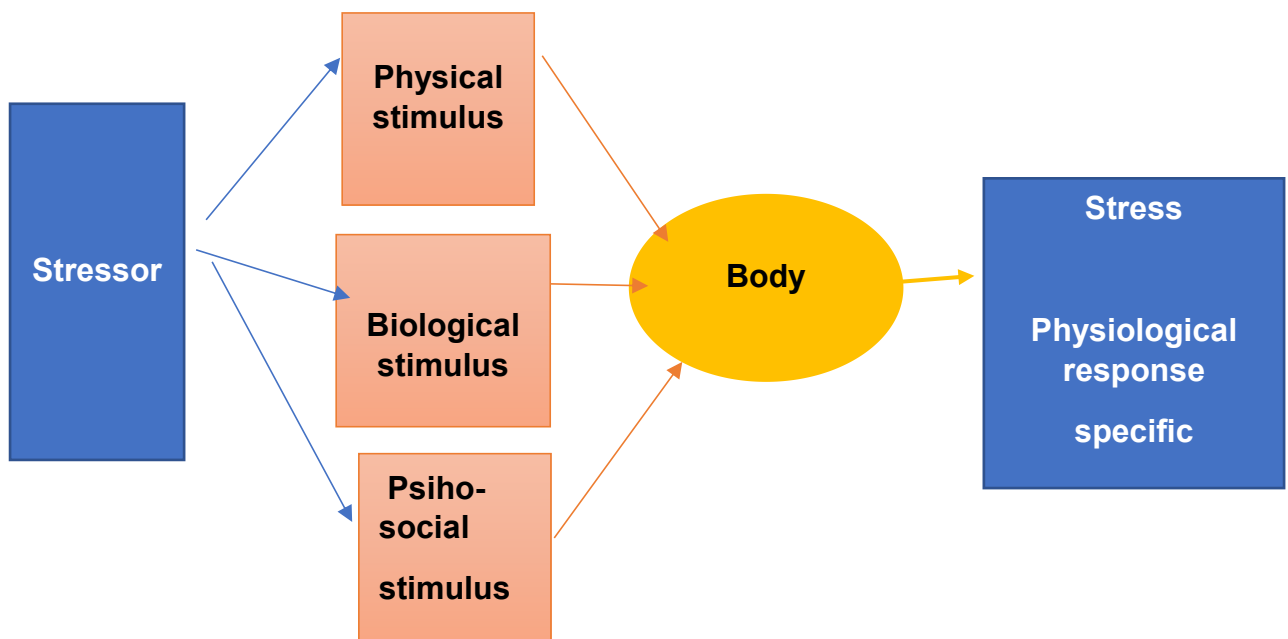 Stressor
Physical
stimulus
Biological
stimulus
Psiho-
social
stimulus
Body
Stress
Physiological
response
specific